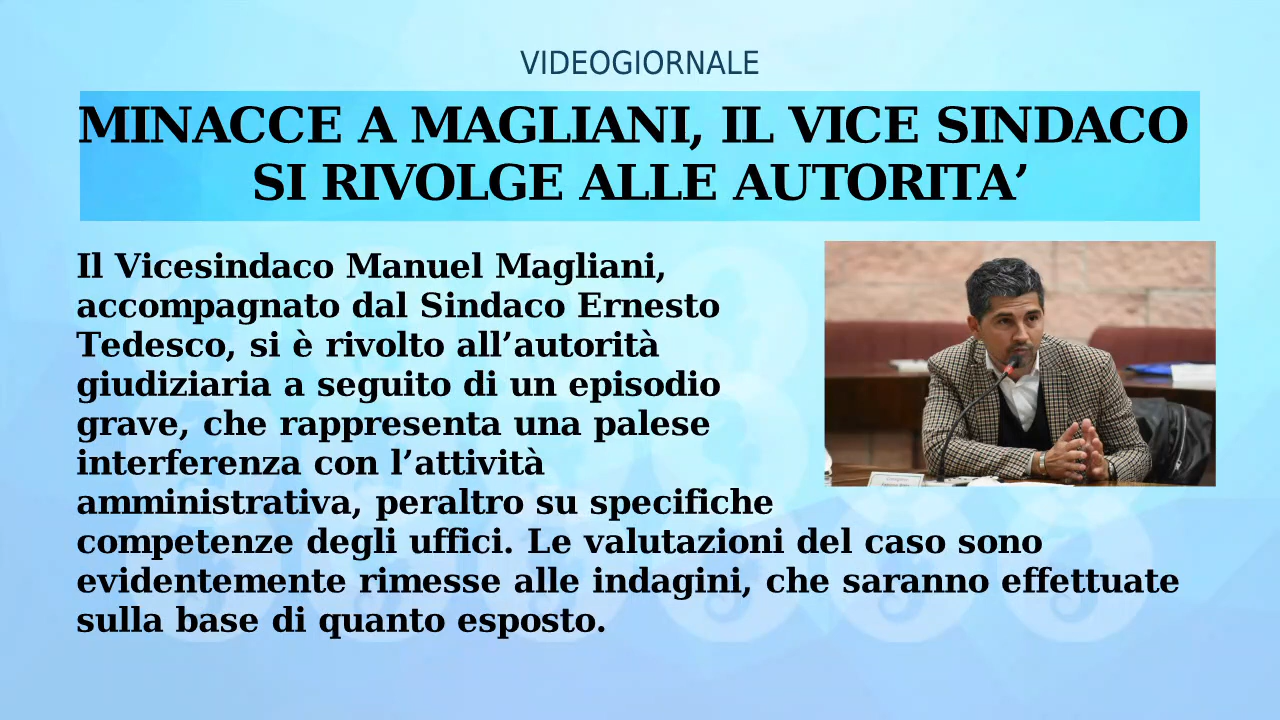 VIDEOGIORNALE
MINACCE A MAGLIANI, IL VICE SINDACO
SI RIVOLGE ALLE AUTORITA’
Il Vicesindaco Manuel Magliani,
accompagnato dal Sindaco Ernesto
Tedesco, si è rivolto all’autorità
giudiziaria a seguito di un episodio
grave, che rappresenta una palese
interferenza con l’attività
amministrativa, peraltro su specifiche
competenze degli uffici. Le valutazioni del caso sono
evidentemente rimesse alle indagini, che saranno effettuate
sulla base di quanto esposto.